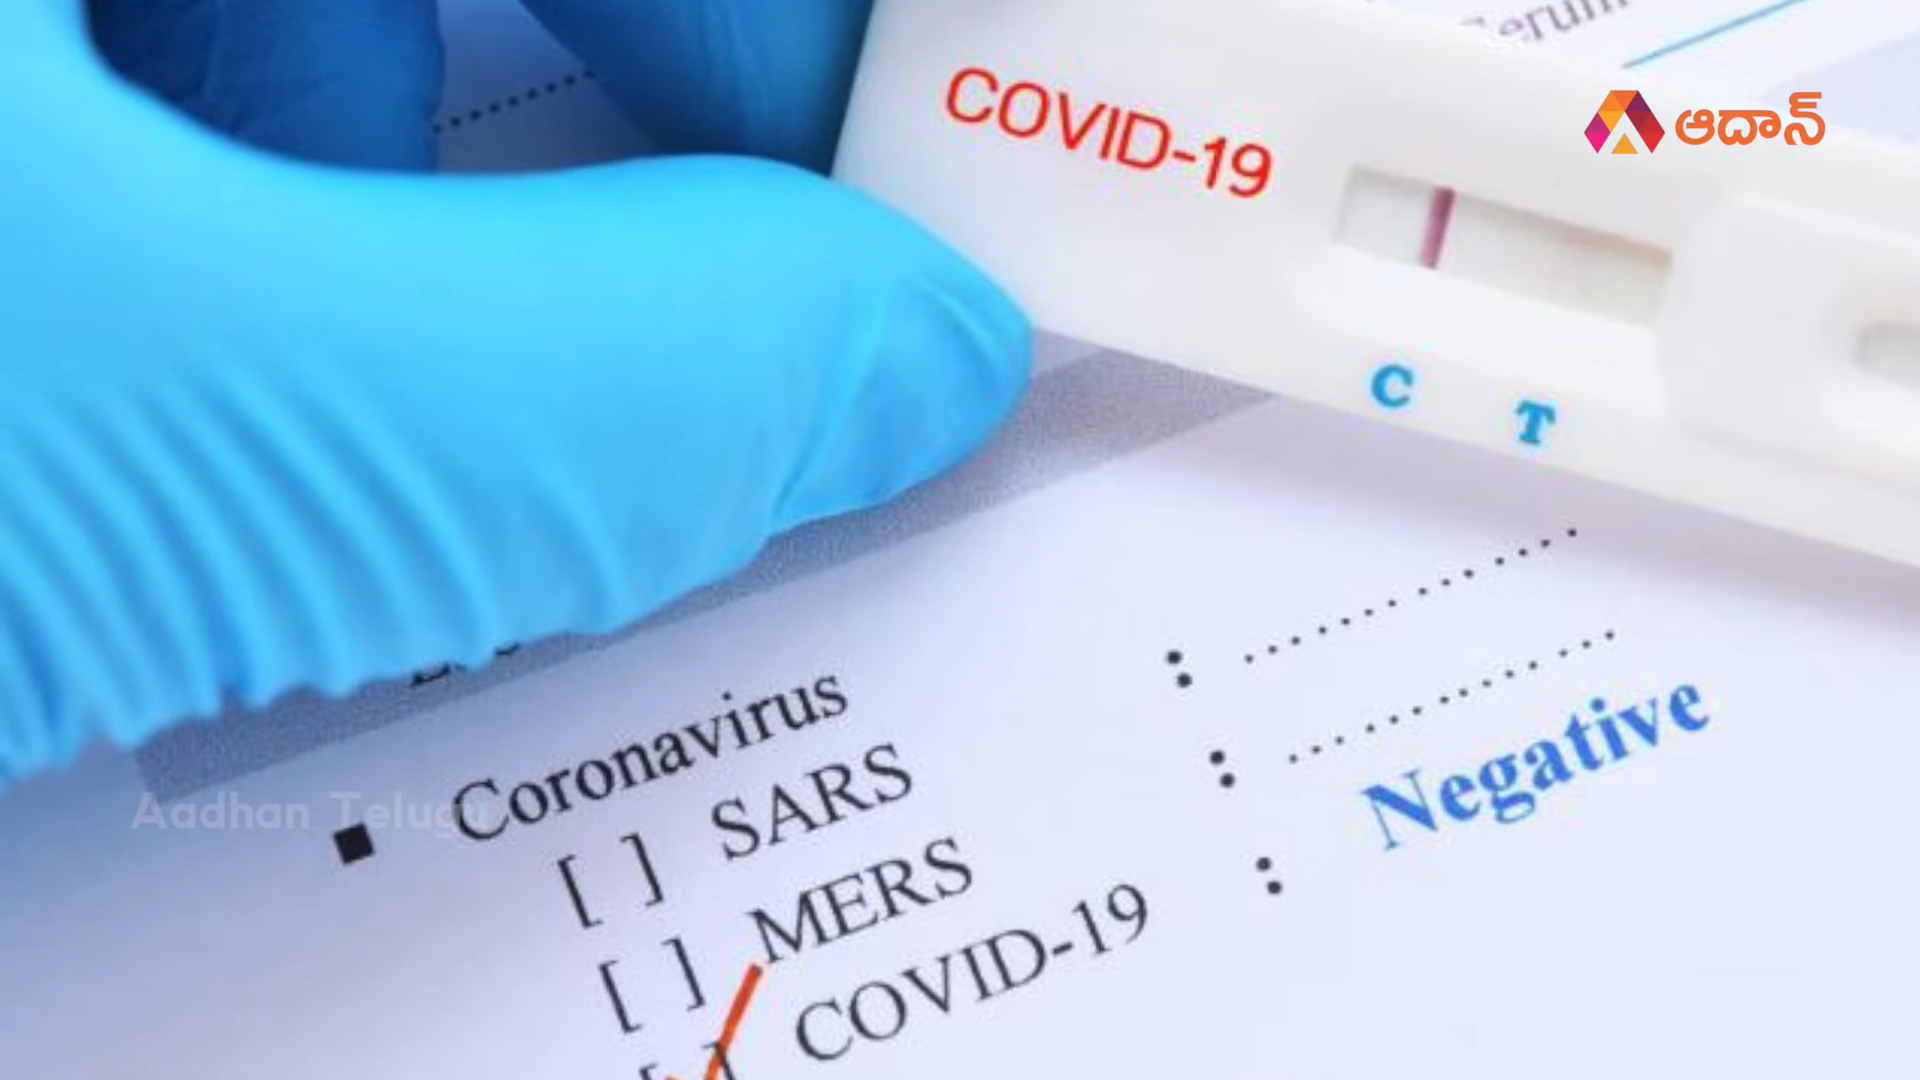 COVID-19
ఆదాన్
C T
Coronavirus
[ ] SARS
[ ] MERS
[ ] COVID-19
: ....................
: ....................
: Negative
Aadhan Telugu